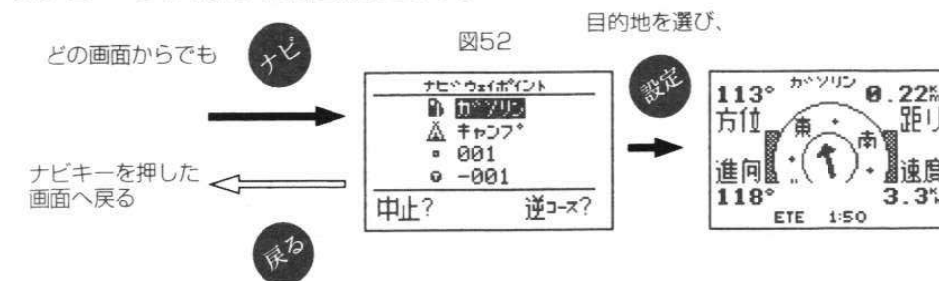 どの画面からでも
ナビ
図52
目的地を選び、
設定
ナビ ウェイポイント
ガソリン
キャンプ
001
-001
中止?
逆コース?
ナビキーを押した
画面へ戻る
戻る
ガソリン
113°
0.22
方位
距リ
東
南
進向
速度
118°
3.3
ETE 1:50